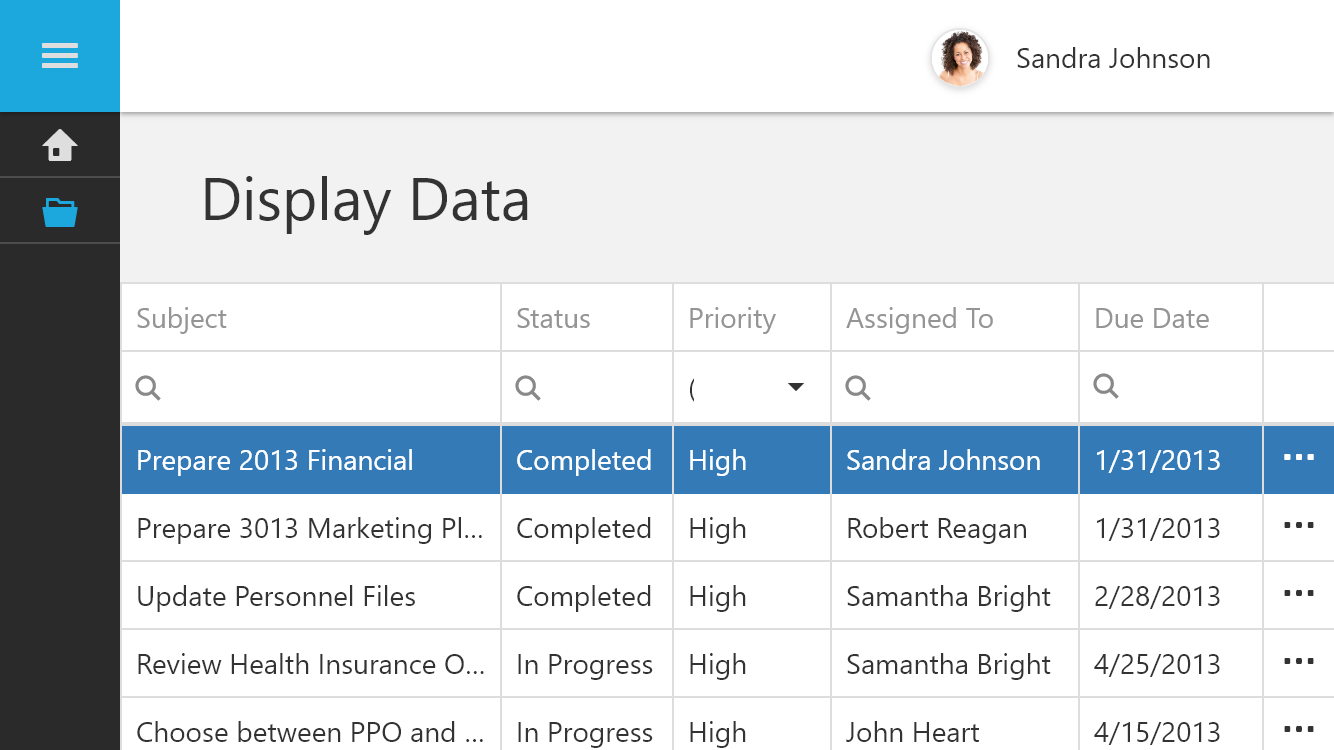 Sandra Johnson
Display Data
Subject Status Priority Assigned To Due Date
(
Prepare 2013 Financial Completed High Sandra Johnson 1/31/2013 ...
Prepare 3013 Marketing Pl... Completed High Robert Reagan 1/31/2013 ...
Update Personnel Files Completed High Samantha Bright 2/28/2013 ...
Review Health Insurance O... In Progress High Samantha Bright 4/25/2013 ...
Choose between PPO and ... In Progress High John Heart 4/15/2013 ...